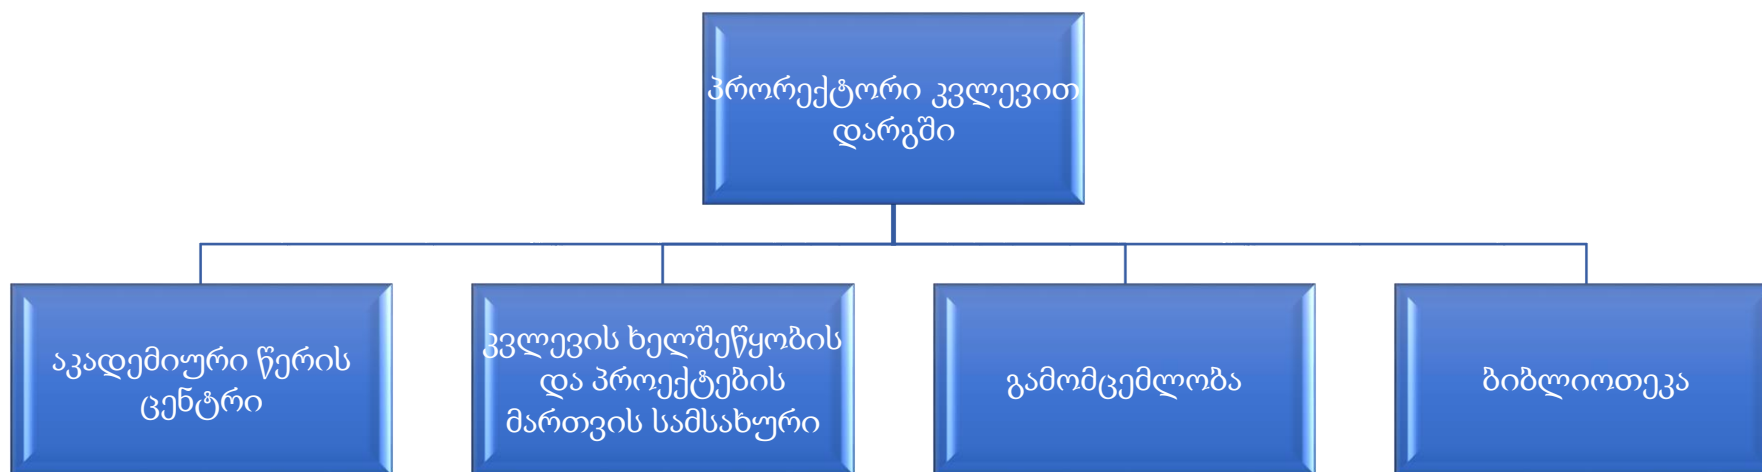 პრორექტორი კვლევით
დარგში
აკადემიური წერის
ცენტრი
კვლევის ხელშეწყობის
და პროექტების
მართვის სამსახური
გამომცემლობა
ბიბლიოთეკა